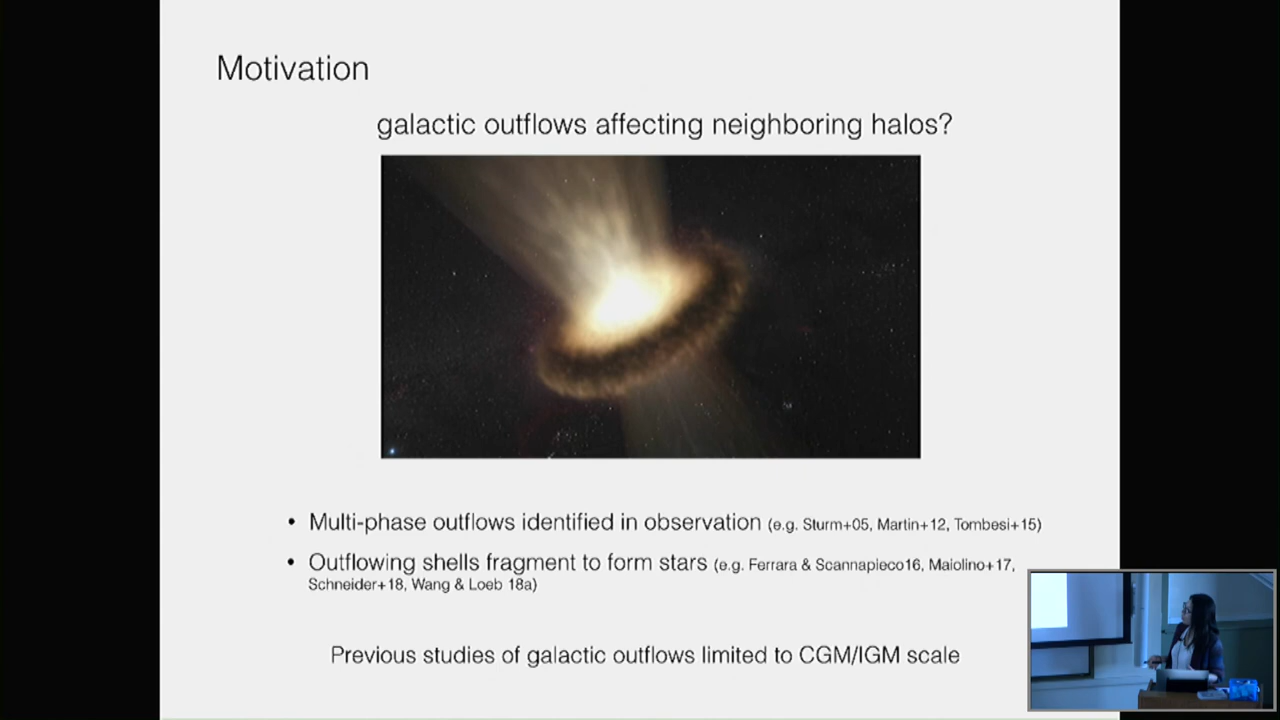 Motivation
galactic outflows affecting neighboring halos?
• Multi-phase outflows identified in observation (e.g. Sturm+05, Martin+12, Tombesi+15)
• Outflowing shells fragment to form stars (e.g. Ferrara & Scannapieco16, Maiolino+17,
Schneider+18, Wang & Loeb 18a)
Previous studies of galactic outflows limited to CGM/IGM scale